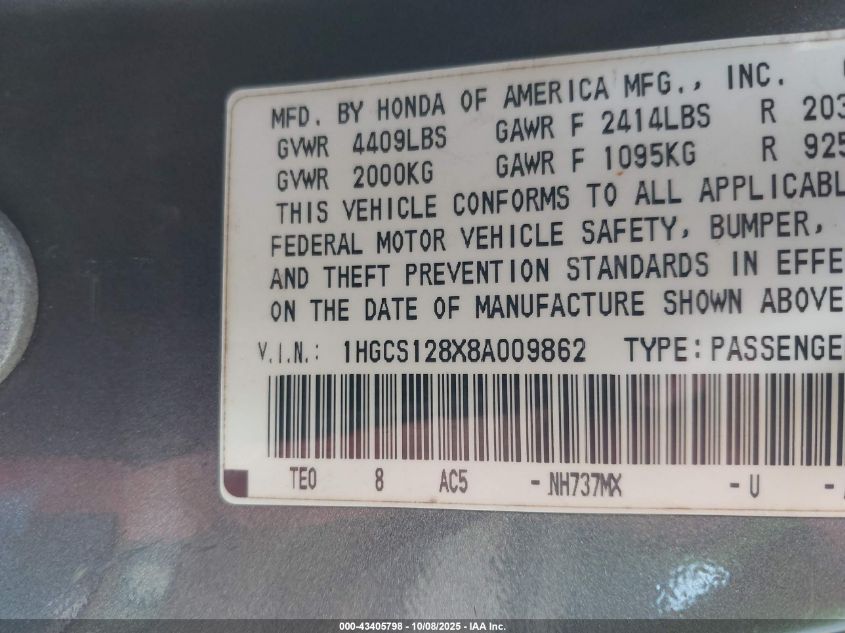 MFD. BY HONDA OF AMERICA MFG., INC.
GVWR 4409LBS GAWR F 2414LBS R 203
GVWR 2000KG GAWR F 1095KG R 925
THIS VEHICLE CONFORMS TO ALL APPLICABL
FEDERAL MOTOR VEHICLE SAFETY, BUMPER,
AND THEFT PREVENTION STANDARDS IN EFFE
ON THE DATE OF MANUFACTURE SHOWN ABOVE
V.I.N.: 1HGCS128X8A009862 TYPE: PASSENGE
TE0 8 AC5 - NH737MX - U -
000-43405798 - 10/08/2025 - © IAA Inc.